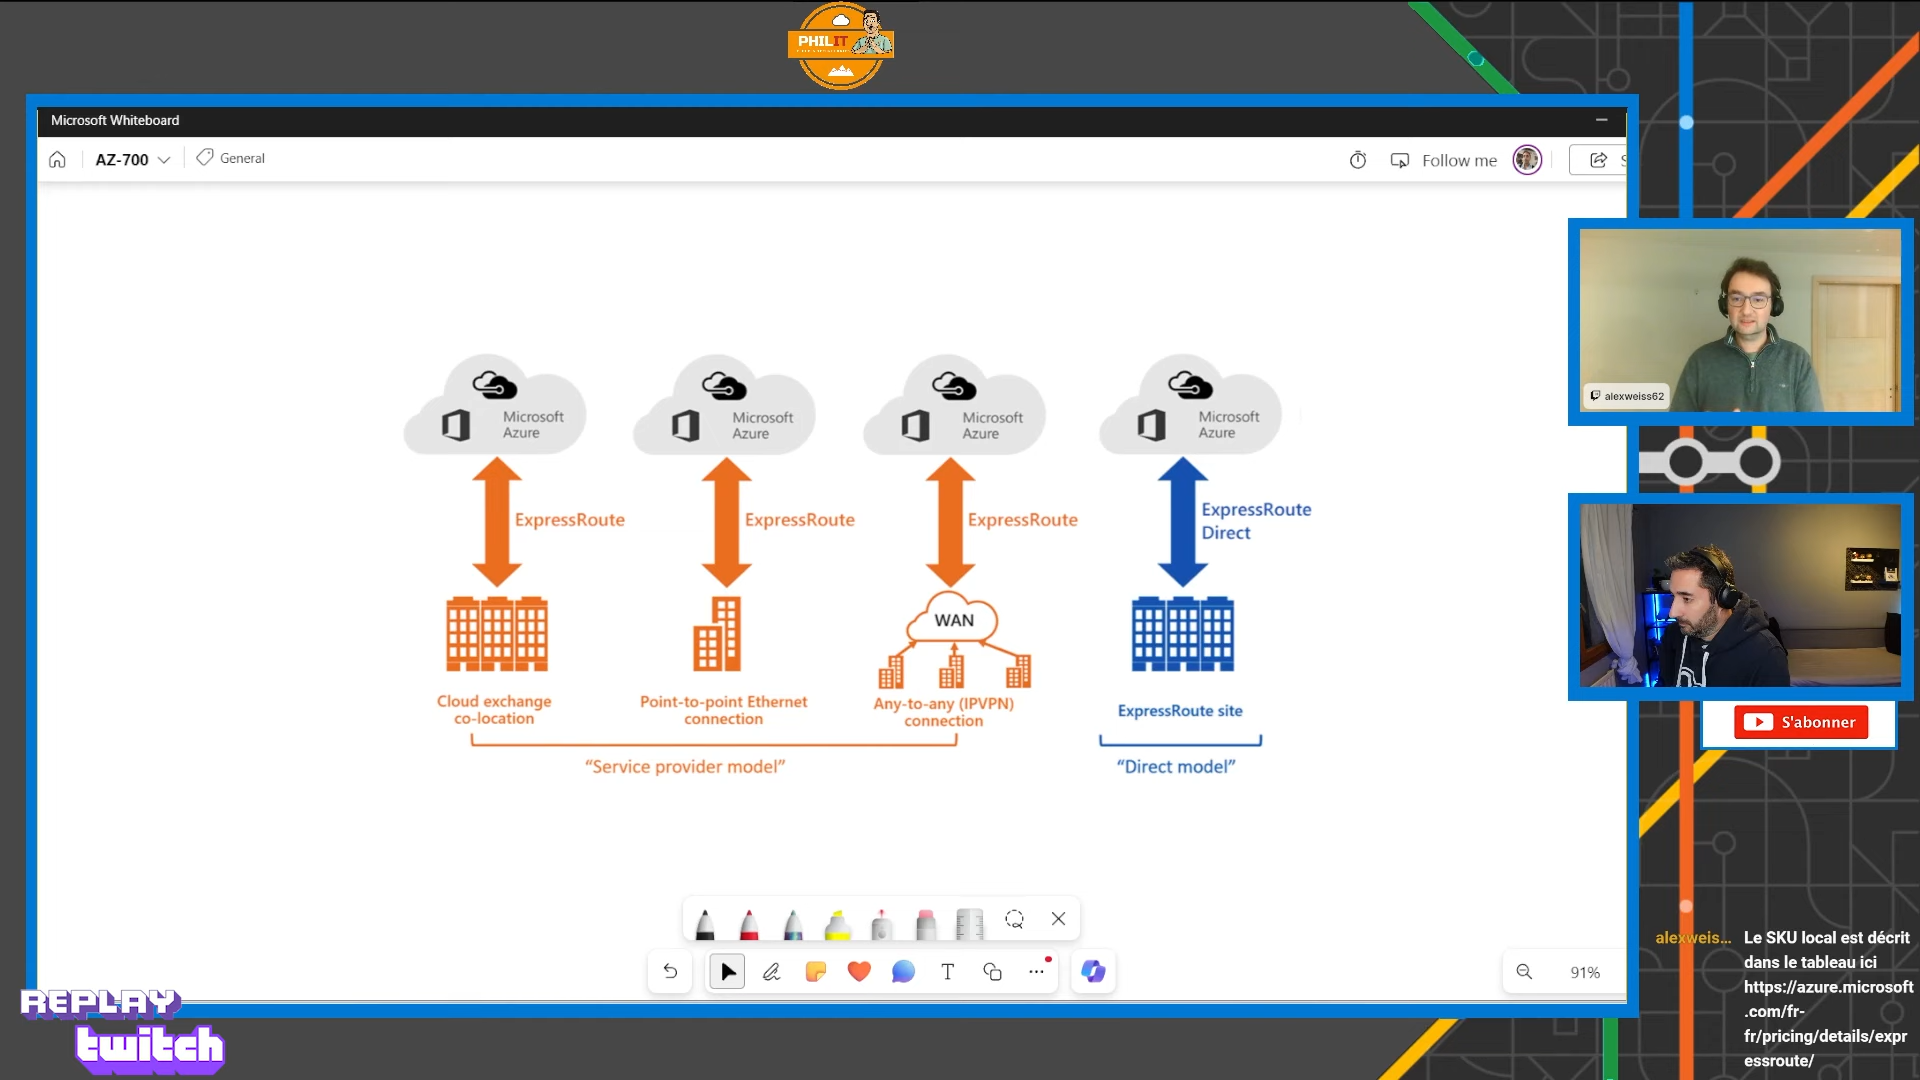 PHILIT
Microsoft Whiteboard
AZ-700
General
Follow me
Microsoft
Azure
Microsoft
Azure
Microsoft
Azure
Microsoft
Azure
ExpressRoute
ExpressRoute
ExpressRoute
ExpressRoute
Direct
WAN
Cloud exchange
co-location
Point-to-point Ethernet
connection
Any-to-any (IPVPN)
connection
ExpressRoute site
“Service provider model”
“Direct model”
91%
alexweiss62
S'abonner
alexweis... Le SKU local est décrit
dans le tableau ici
https://azure.microsoft
.com/fr-
fr/pricing/details/expr
essroute/
REPLAY
twitch